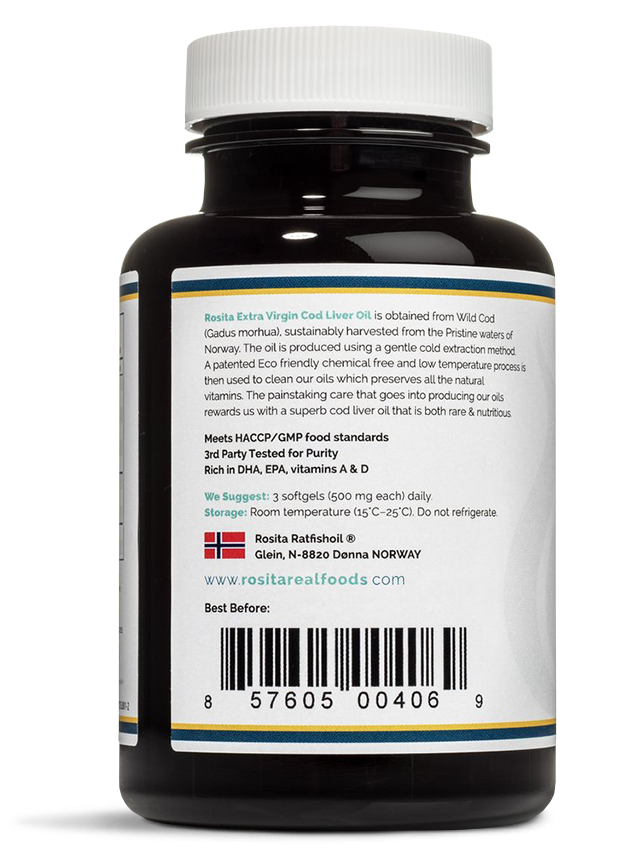 Rosita Extra Virgin Cod Liver Oil is obtained from Wild Cod
(Gadus morhua), sustainably harvested from the Pristine waters of
Norway. The oil is produced using a gentle cold extraction method.
A patented Eco friendly chemical free and low temperature process is
then used to clean our oils which preserves all the natural
vitamins. The painstaking care that goes into producing our oils
rewards us with a superb cod liver oil that is both rare & nutritious.
Meets HACCP/GMP food standards
3rd Party Tested for Purity
Rich in DHA, EPA, vitamins A & D
We Suggest: 3 softgels (500 mg each) daily.
Storage: Room temperature (15°C–25°C). Do not refrigerate.
Rosita Ratfishoil ®
Glein, N-8820 Dønna NORWAY
www.rositarealfoods.com
Best Before:
8 57605 00406 9